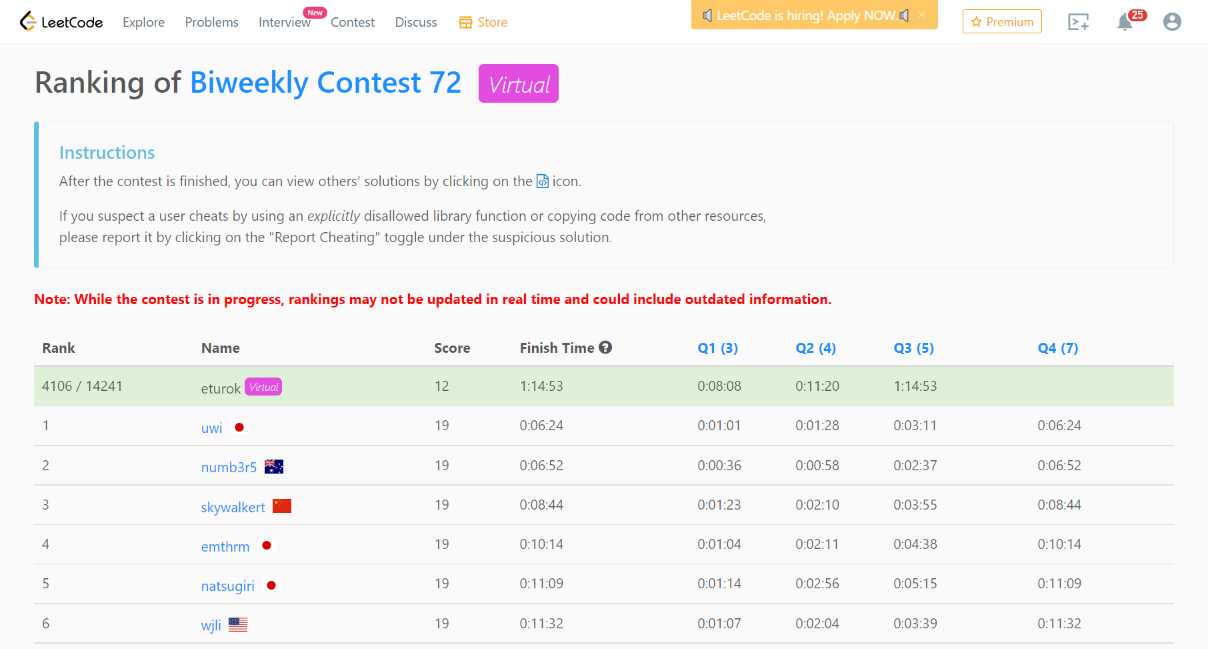 LeetCode Explore Problems Interview New Contest Discuss Store LeetCode is hiring! Apply NOW. × Premium 25
Ranking of Biweekly Contest 72 Virtual
Instructions
After the contest is finished, you can view others' solutions by clicking on the icon.
If you suspect a user cheats by using an explicitly disallowed library function or copying code from other resources,
please report it by clicking on the "Report Cheating" toggle under the suspicious solution.
Note: While the contest is in progress, rankings may not be updated in real time and could include outdated information.
Rank Name Score Finish Time Q1 (3) Q2 (4) Q3 (5) Q4 (7)
4106 / 14241 eturok Virtual 12 1:14:53 0:08:08 0:11:20 1:14:53
1 uwi 19 0:06:24 0:01:01 0:01:28 0:03:11 0:06:24
2 numb3r5 19 0:06:52 0:00:36 0:00:58 0:02:37 0:06:52
3 skywalkert 19 0:08:44 0:01:23 0:02:10 0:03:55 0:08:44
4 emthrm 19 0:10:14 0:01:04 0:02:11 0:04:38 0:10:14
5 natsugiri 19 0:11:09 0:01:14 0:02:56 0:05:15 0:11:09
6 wjli 19 0:11:32 0:01:07 0:02:04 0:03:39 0:11:32